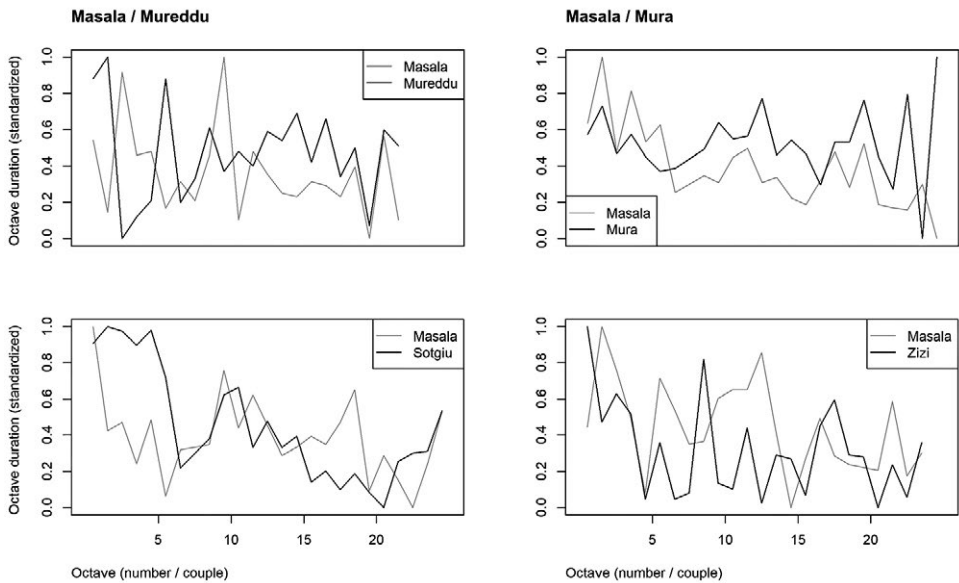 Masala / Mureddu
Masala / Mura
Octave duration (standardized)
0.0 0.2 0.4 0.6 0.8 1.0
Masala
Mureddu
0.0 0.2 0.4 0.6 0.8 1.0
Masala
Mura
Octave duration (standardized)
0.0 0.2 0.4 0.6 0.8 1.0
Masala
Sotgiu
5 10 15 20
Octave (number / couple)
0.0 0.2 0.4 0.6 0.8 1.0
Masala
Zizi
5 10 15 20
Octave (number / couple)